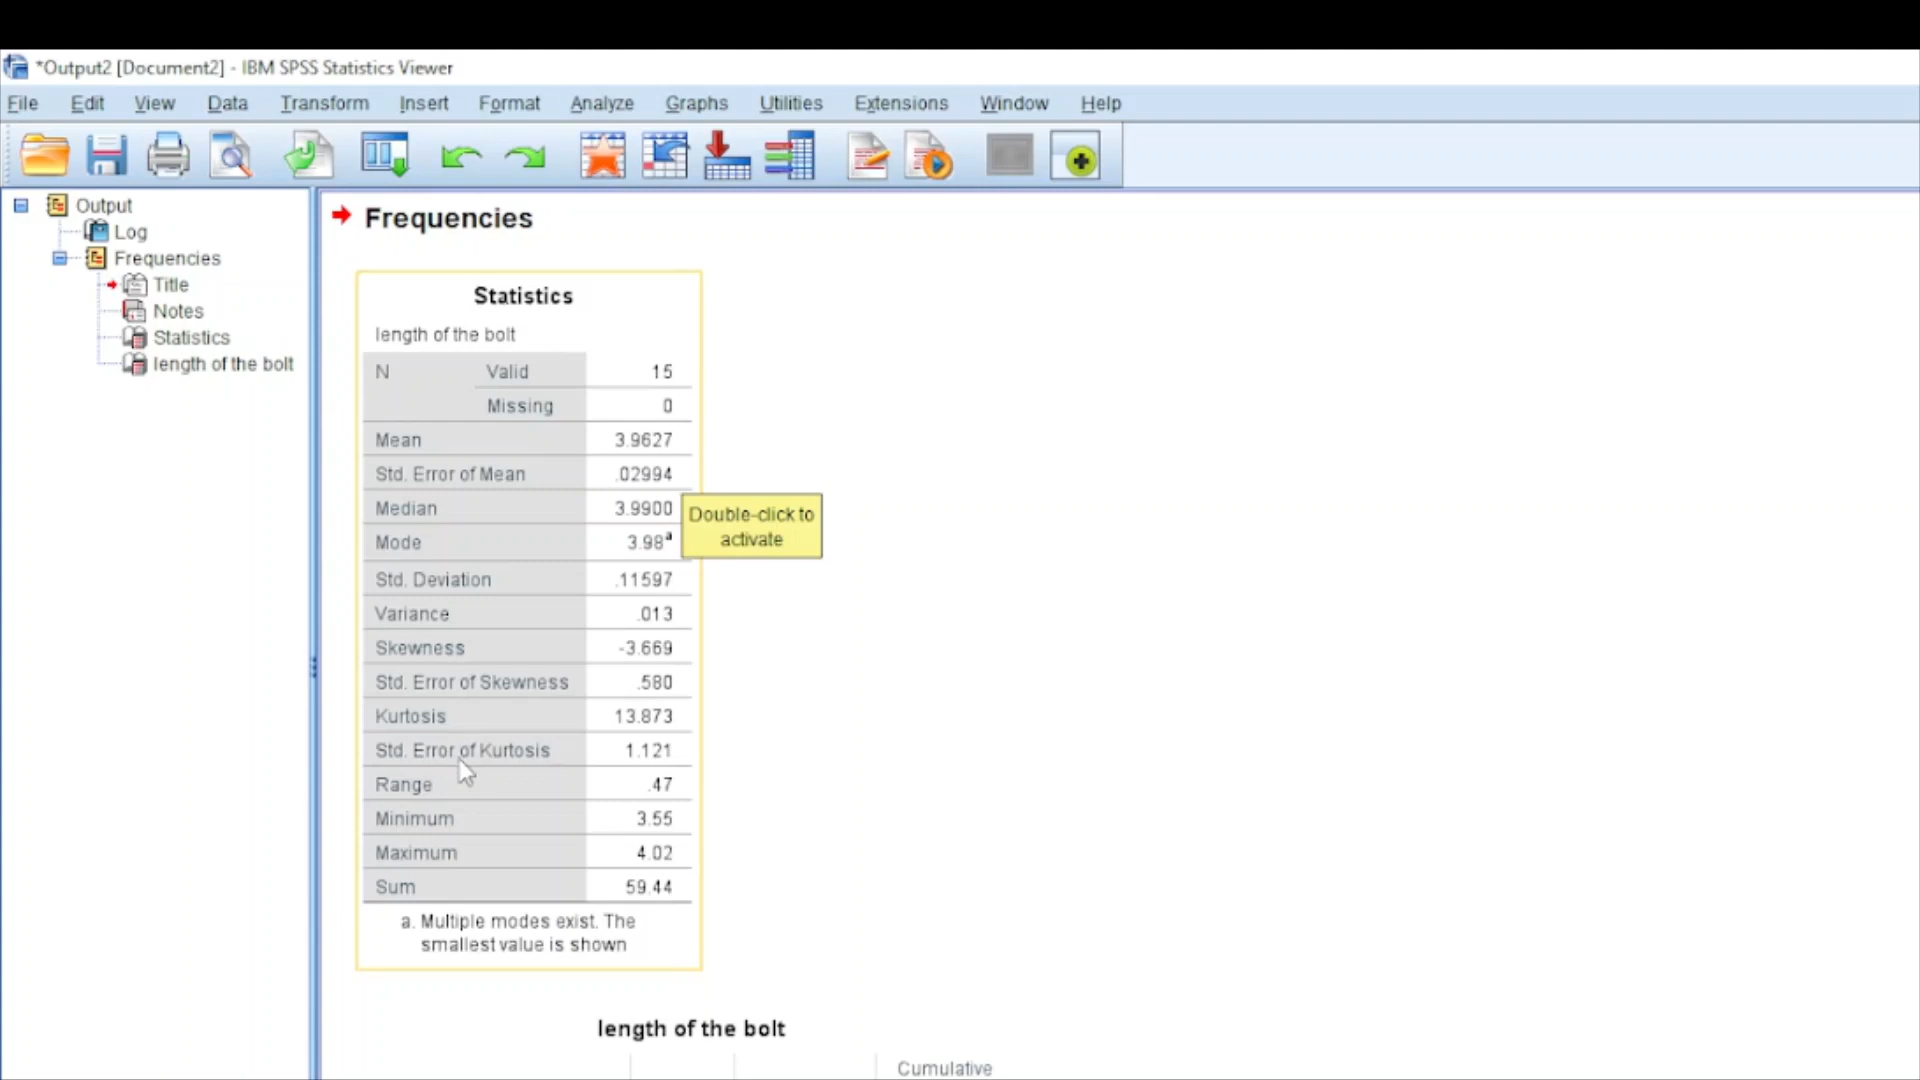 *Output2 [Document2] - IBM SPSS Statistics Viewer
File Edit View Data Transform Insert Format Analyze Graphs Utilities Extensions Window Help
Output
Log
Frequencies
Title
Notes
Statistics
length of the bolt
Frequencies
Statistics
length of the bolt
N Valid 15
Missing 0
Mean 3.9627
Std. Error of Mean .02994
Median 3.9900
Mode 3.98a
Std. Deviation .11597
Variance .013
Skewness -3.669
Std. Error of Skewness .580
Kurtosis 13.873
Std. Error of Kurtosis 1.121
Range .47
Minimum 3.55
Maximum 4.02
Sum 59.44
a. Multiple modes exist. The
smallest value is shown
Double-click to
activate
length of the bolt
Cumulative